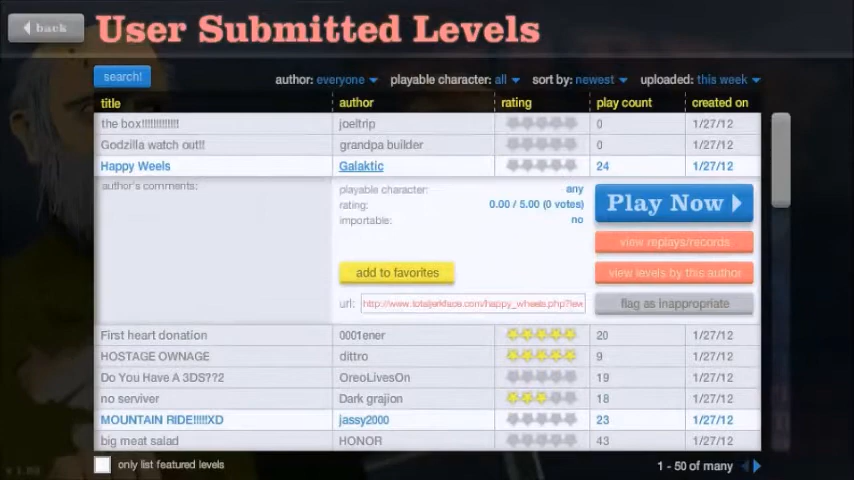 back
User Submitted Levels
search!
author: everyone playable character: all sort by: newest uploaded: this week
title author rating play count created on
the box!!!!!!!!!!!!! joeltrip 0 1/27/12
Godzilla watch out!! grandpa builder 0 1/27/12
Happy Weels Galaktic 24 1/27/12
author's comments:
playable character: any
rating: 0.00 / 5.00 (0 votes)
importable: no
Play Now
view replays/records
add to favorites
view levels by this author
url: http://www.totaljerkface.com/happy_wheels.php?leve
flag as inappropriate
First heart donation 0001ener 20 1/27/12
HOSTAGE OWNAGE dittro 9 1/27/12
Do You Have A 3DS??2 OreoLivesOn 19 1/27/12
no serviver Dark grajion 18 1/27/12
MOUNTAIN RIDE!!!!!XD jassy2000 23 1/27/12
big meat salad HONOR 43 1/27/12
only list featured levels
1 - 50 of many